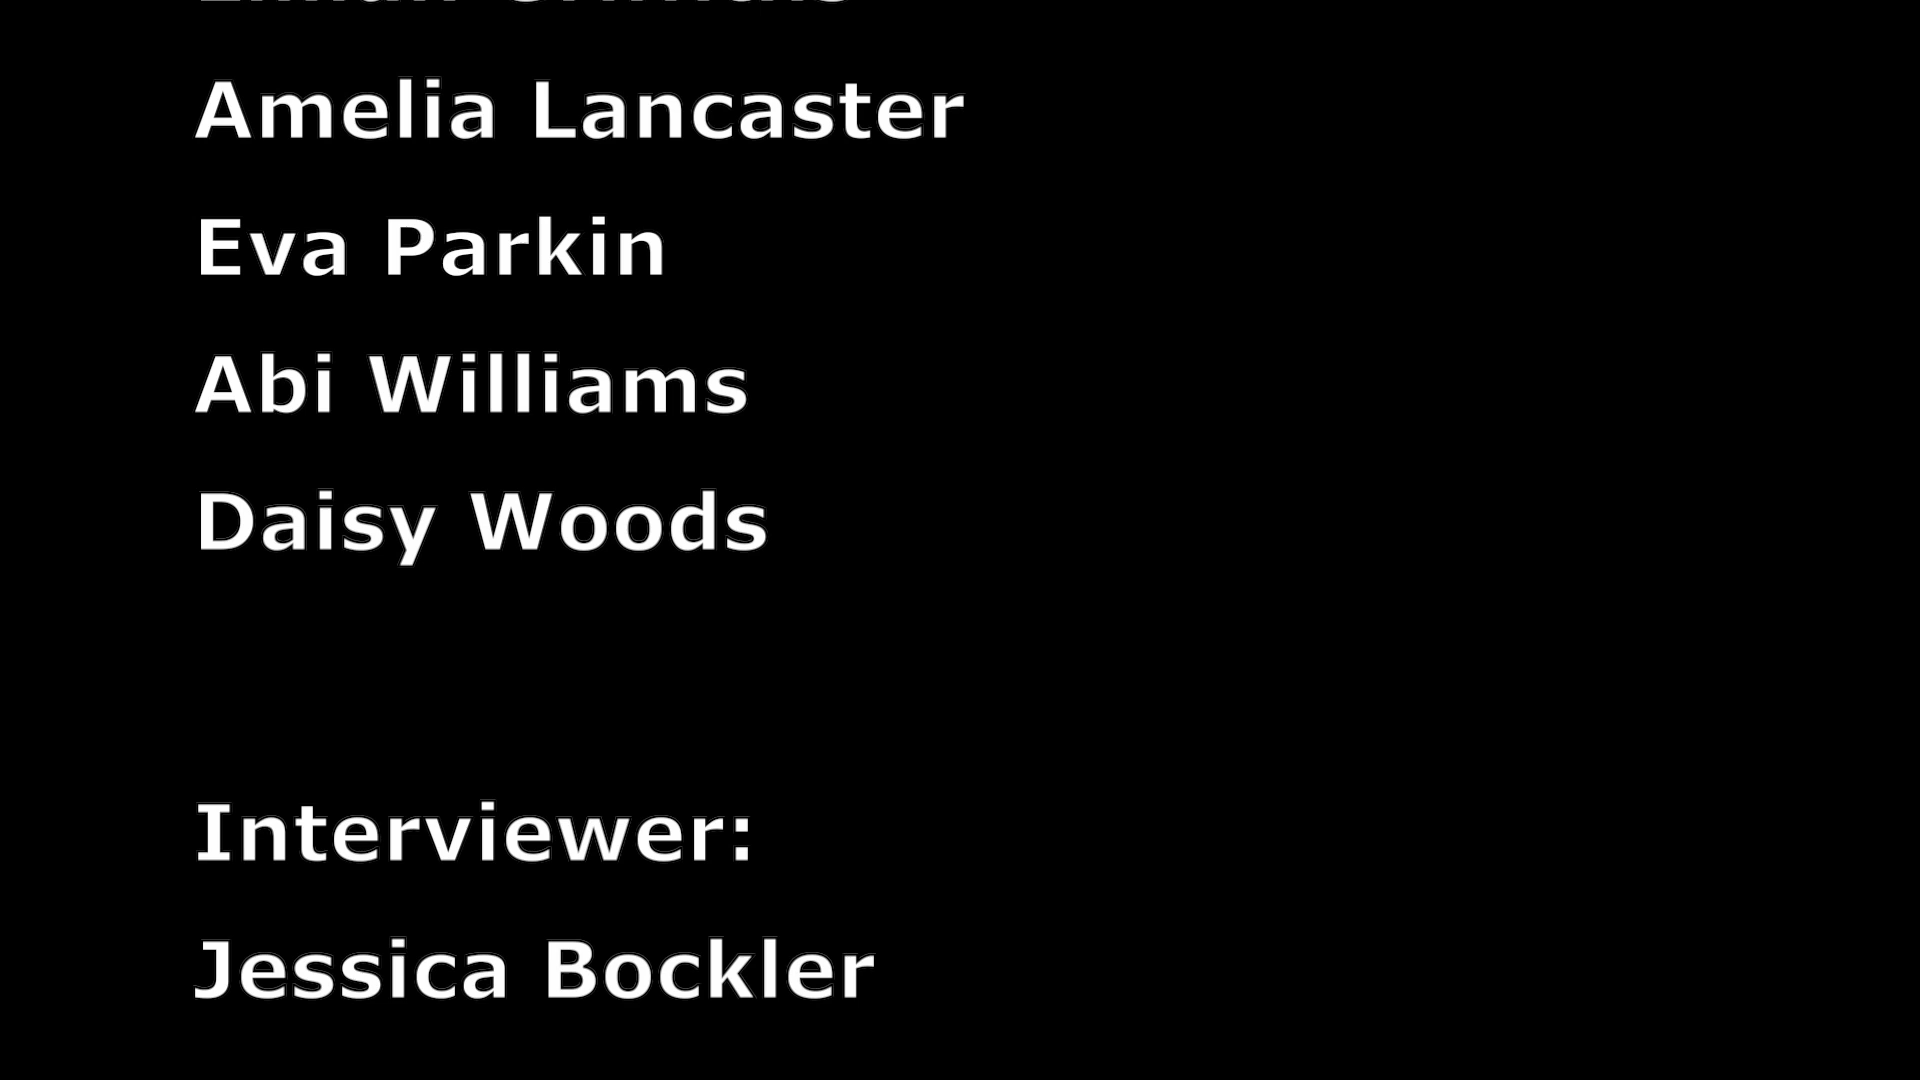 Amelia Lancaster
Eva Parkin
Abi Williams
Daisy Woods
Interviewer:
Jessica Bockler